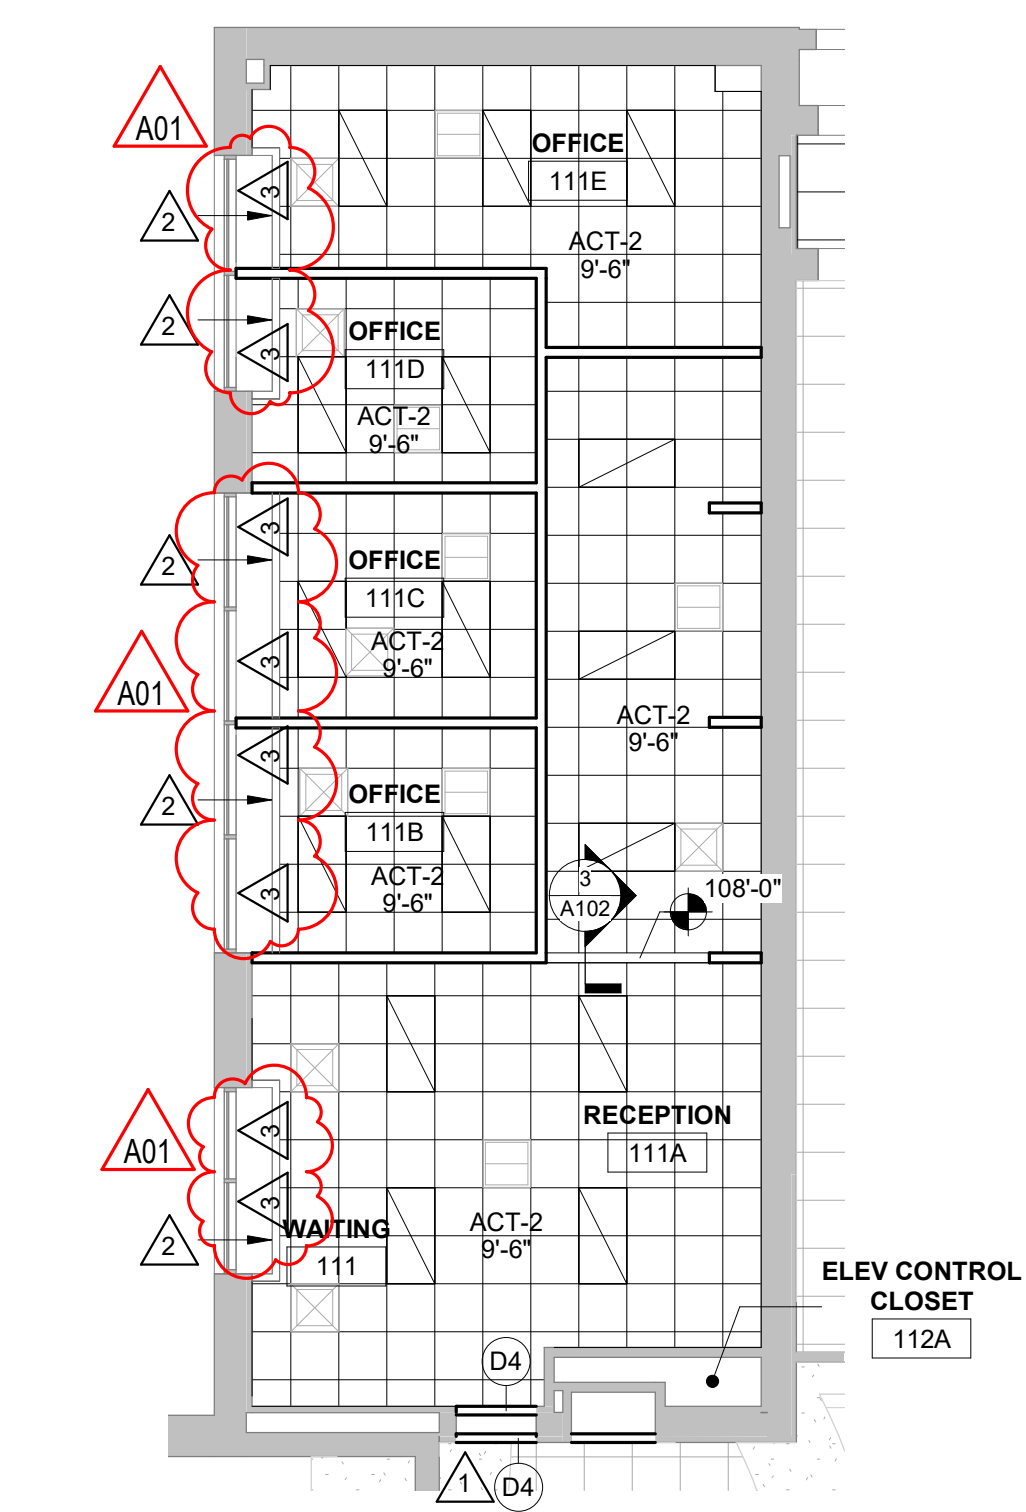 A01
OFFICE
111E
3
2
ACT-2
9'-6"
2
OFFICE
3
111D
ACT-2
9'-6"
3
2
OFFICE
111C
ACT-2
9'-6"
3
A01
ACT-2
9'-6"
3
2
OFFICE
111B
ACT-2
9'-6"
3
3
A102
108'-0"
A01
3
RECEPTION
111A
3
2
WAITING
111
ACT-2
9'-6"
ELEV CONTROL
CLOSET
112A
D4
1
D4